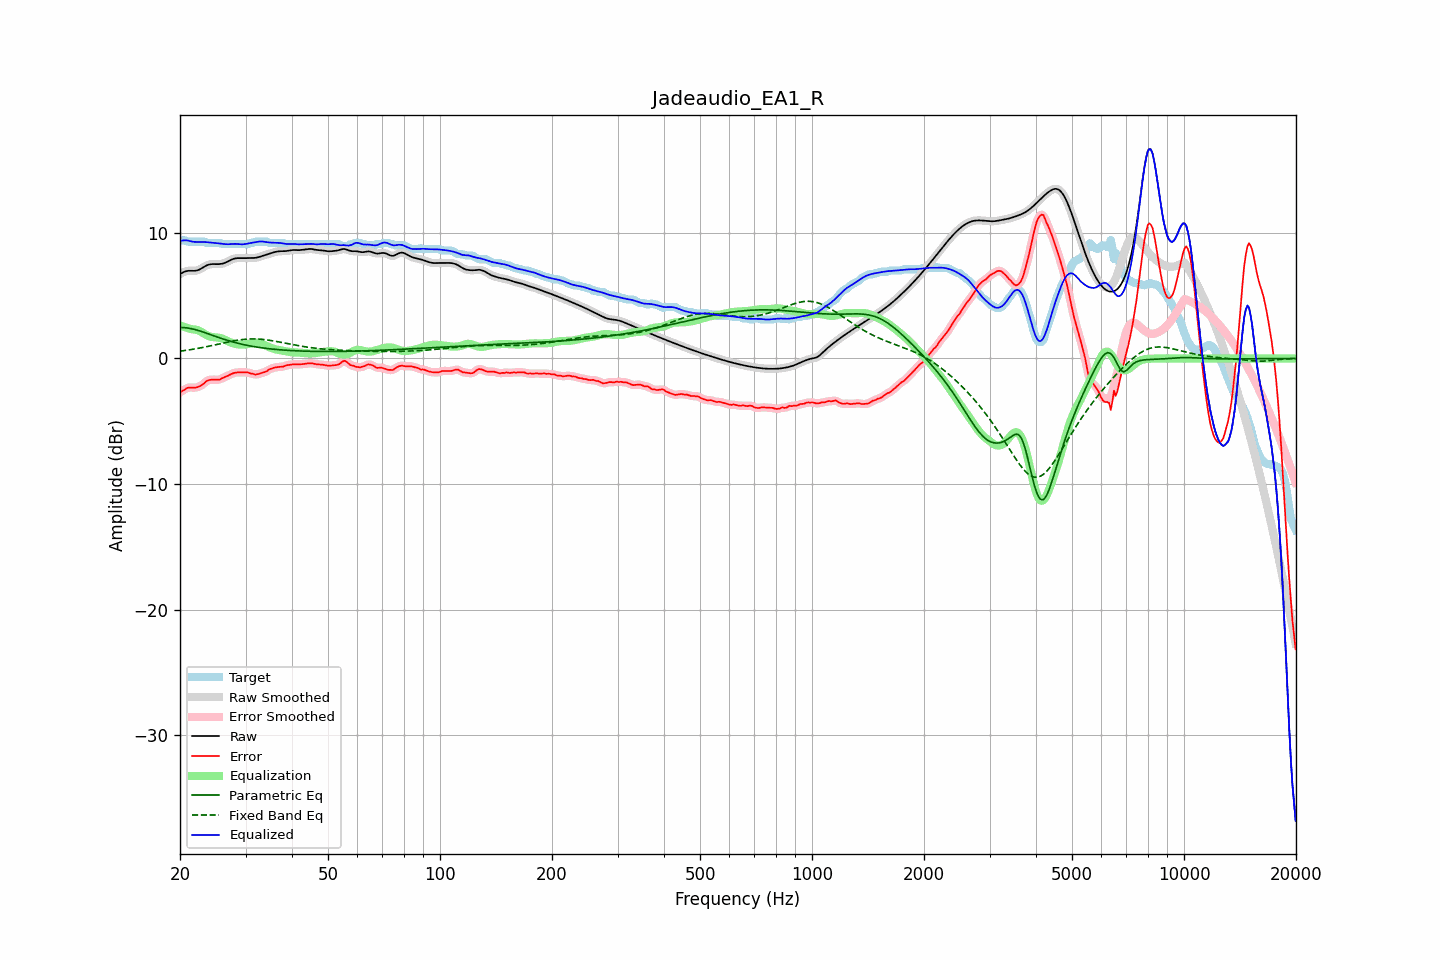 Jadeaudio_EA1_R
Amplitude (dBr)
10
0
−10
−20
−30
Target
Raw Smoothed
Error Smoothed
Raw
Error
Equalization
Parametric Eq
Fixed Band Eq
Equalized
20 50 100 200 500 1000 2000 5000 10000 20000
Frequency (Hz)